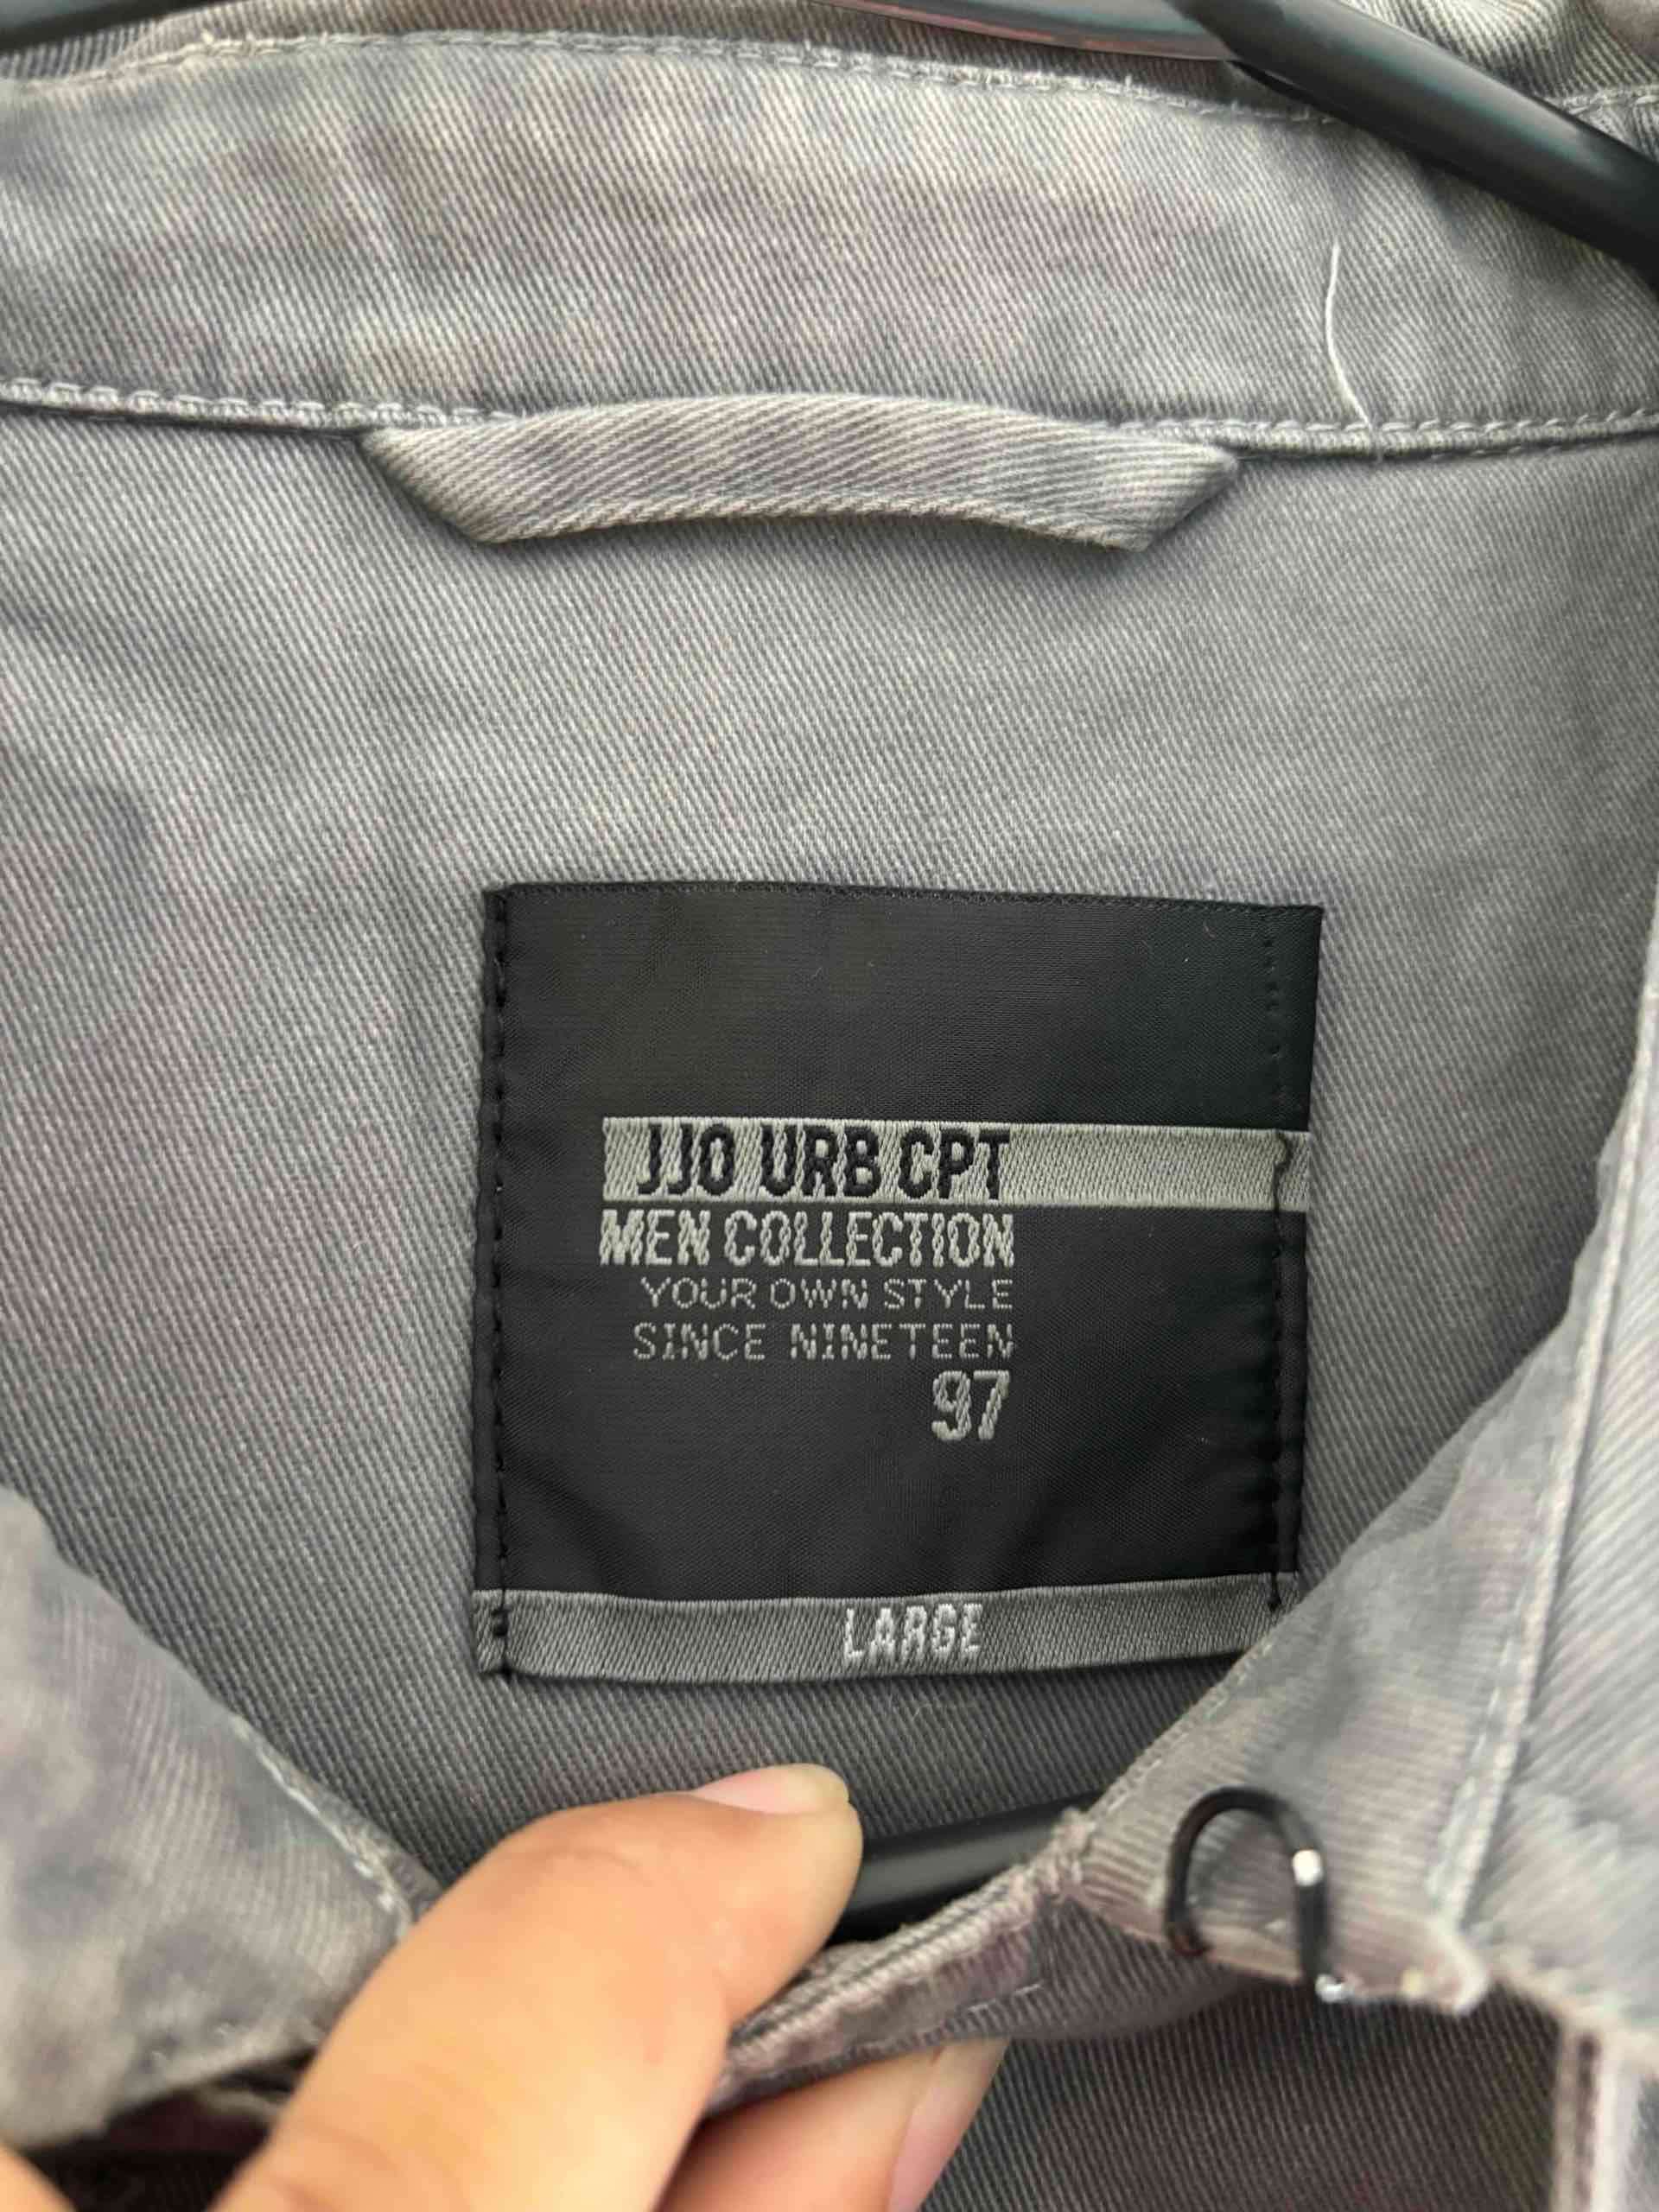 JJO URB CPT
MEN COLLECTION
YOUR OWN STYLE
SINCE NINETEEN
97
LARGE